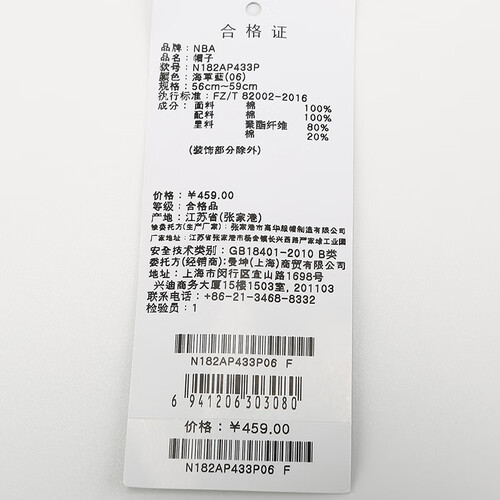 合格证
品牌: NBA
品名: 帽子
款号: N182AP433P
颜色: 海軍藍(06)
规格: 56cm~59cm
执行标准: FZ/T 82002-2016
成分: 面料 棉 100%
配料 棉 100%
里料 聚酯纤维 80%
棉 20%
(装饰部分除外)
价格: ￥459.00
等级: 合格品
产地: 江苏省(张家港)
被委托方(生产厂家): 张家港市高华服帽制造有限公司
厂家地址: 江苏省张家港市杨舍镇长兴西路严家埭工业园
安全技术类别: GB18401-2010 B类
委托方(经销商): 曼坤(上海)商贸有限公司
地址: 上海市闵行区宜山路1698号
兴迪商务大厦15楼1503室, 201103
联系电话: +86-21-3468-8332
检验员: 1
N182AP433P06 F
6 941206 303080
价格: ￥459.00
N182AP433P06 F